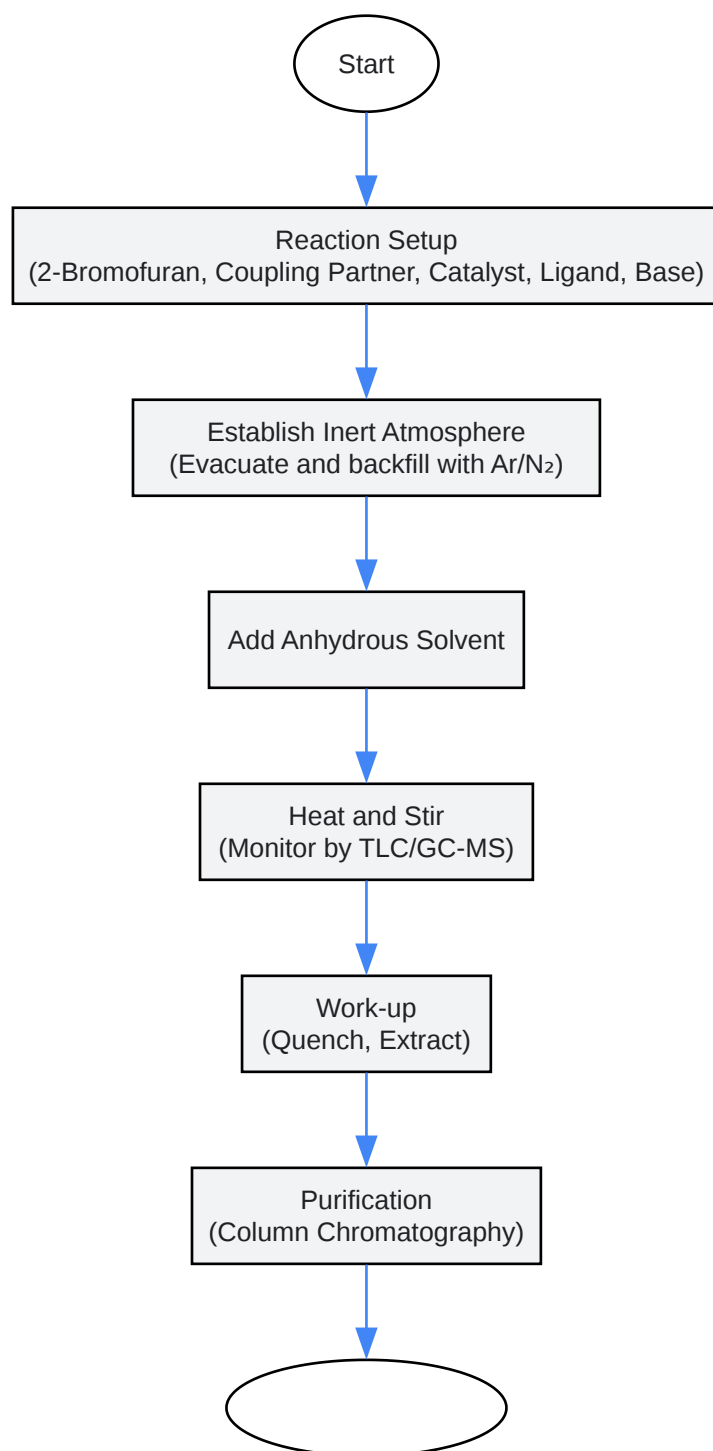 Start
Reaction Setup
(2-Bromofuran, Coupling Partner, Catalyst, Ligand, Base)
Establish Inert Atmosphere
(Evacuate and backfill with Ar/N₂)
Add Anhydrous Solvent
Heat and Stir
(Monitor by TLC/GC-MS)
Work-up
(Quench, Extract)
Purification
(Column Chromatography)